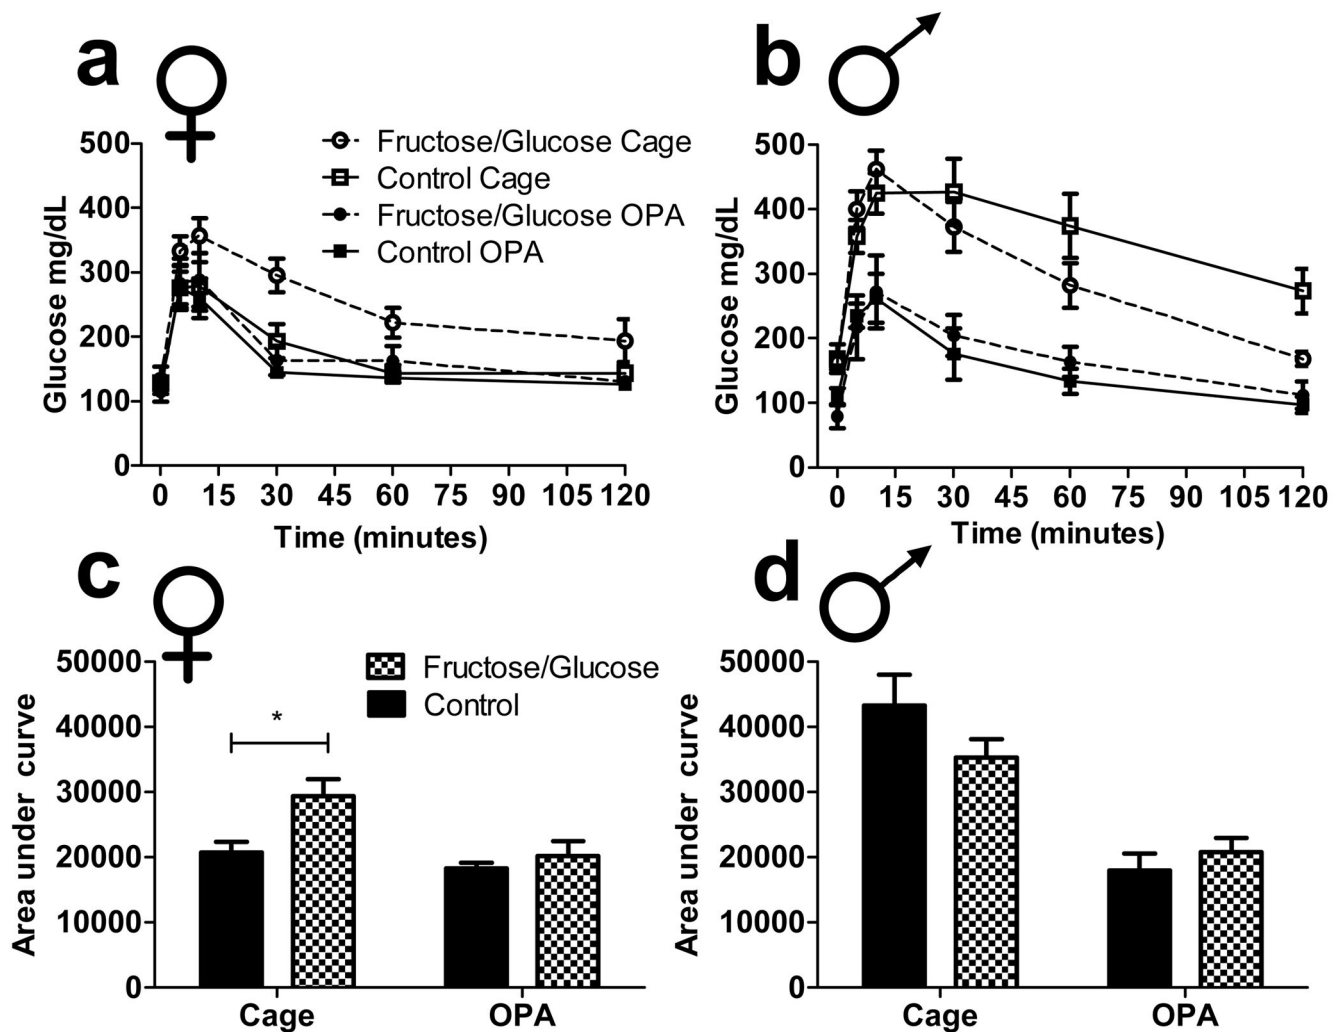 a
b
500
400
300
200
100
0
Glucose mg/dL
Fructose/Glucose Cage
Control Cage
Fructose/Glucose OPA
Control OPA
0 15 30 45 60 75 90 105 120
Time (minutes)
500
400
300
200
100
0
Glucose mg/dL
0 15 30 45 60 75 90 105 120
Time (minutes)
c
d
50000
40000
30000
20000
10000
0
Area under curve
Fructose/Glucose
Control
*
Cage OPA
50000
40000
30000
20000
10000
0
Area under curve
Cage OPA